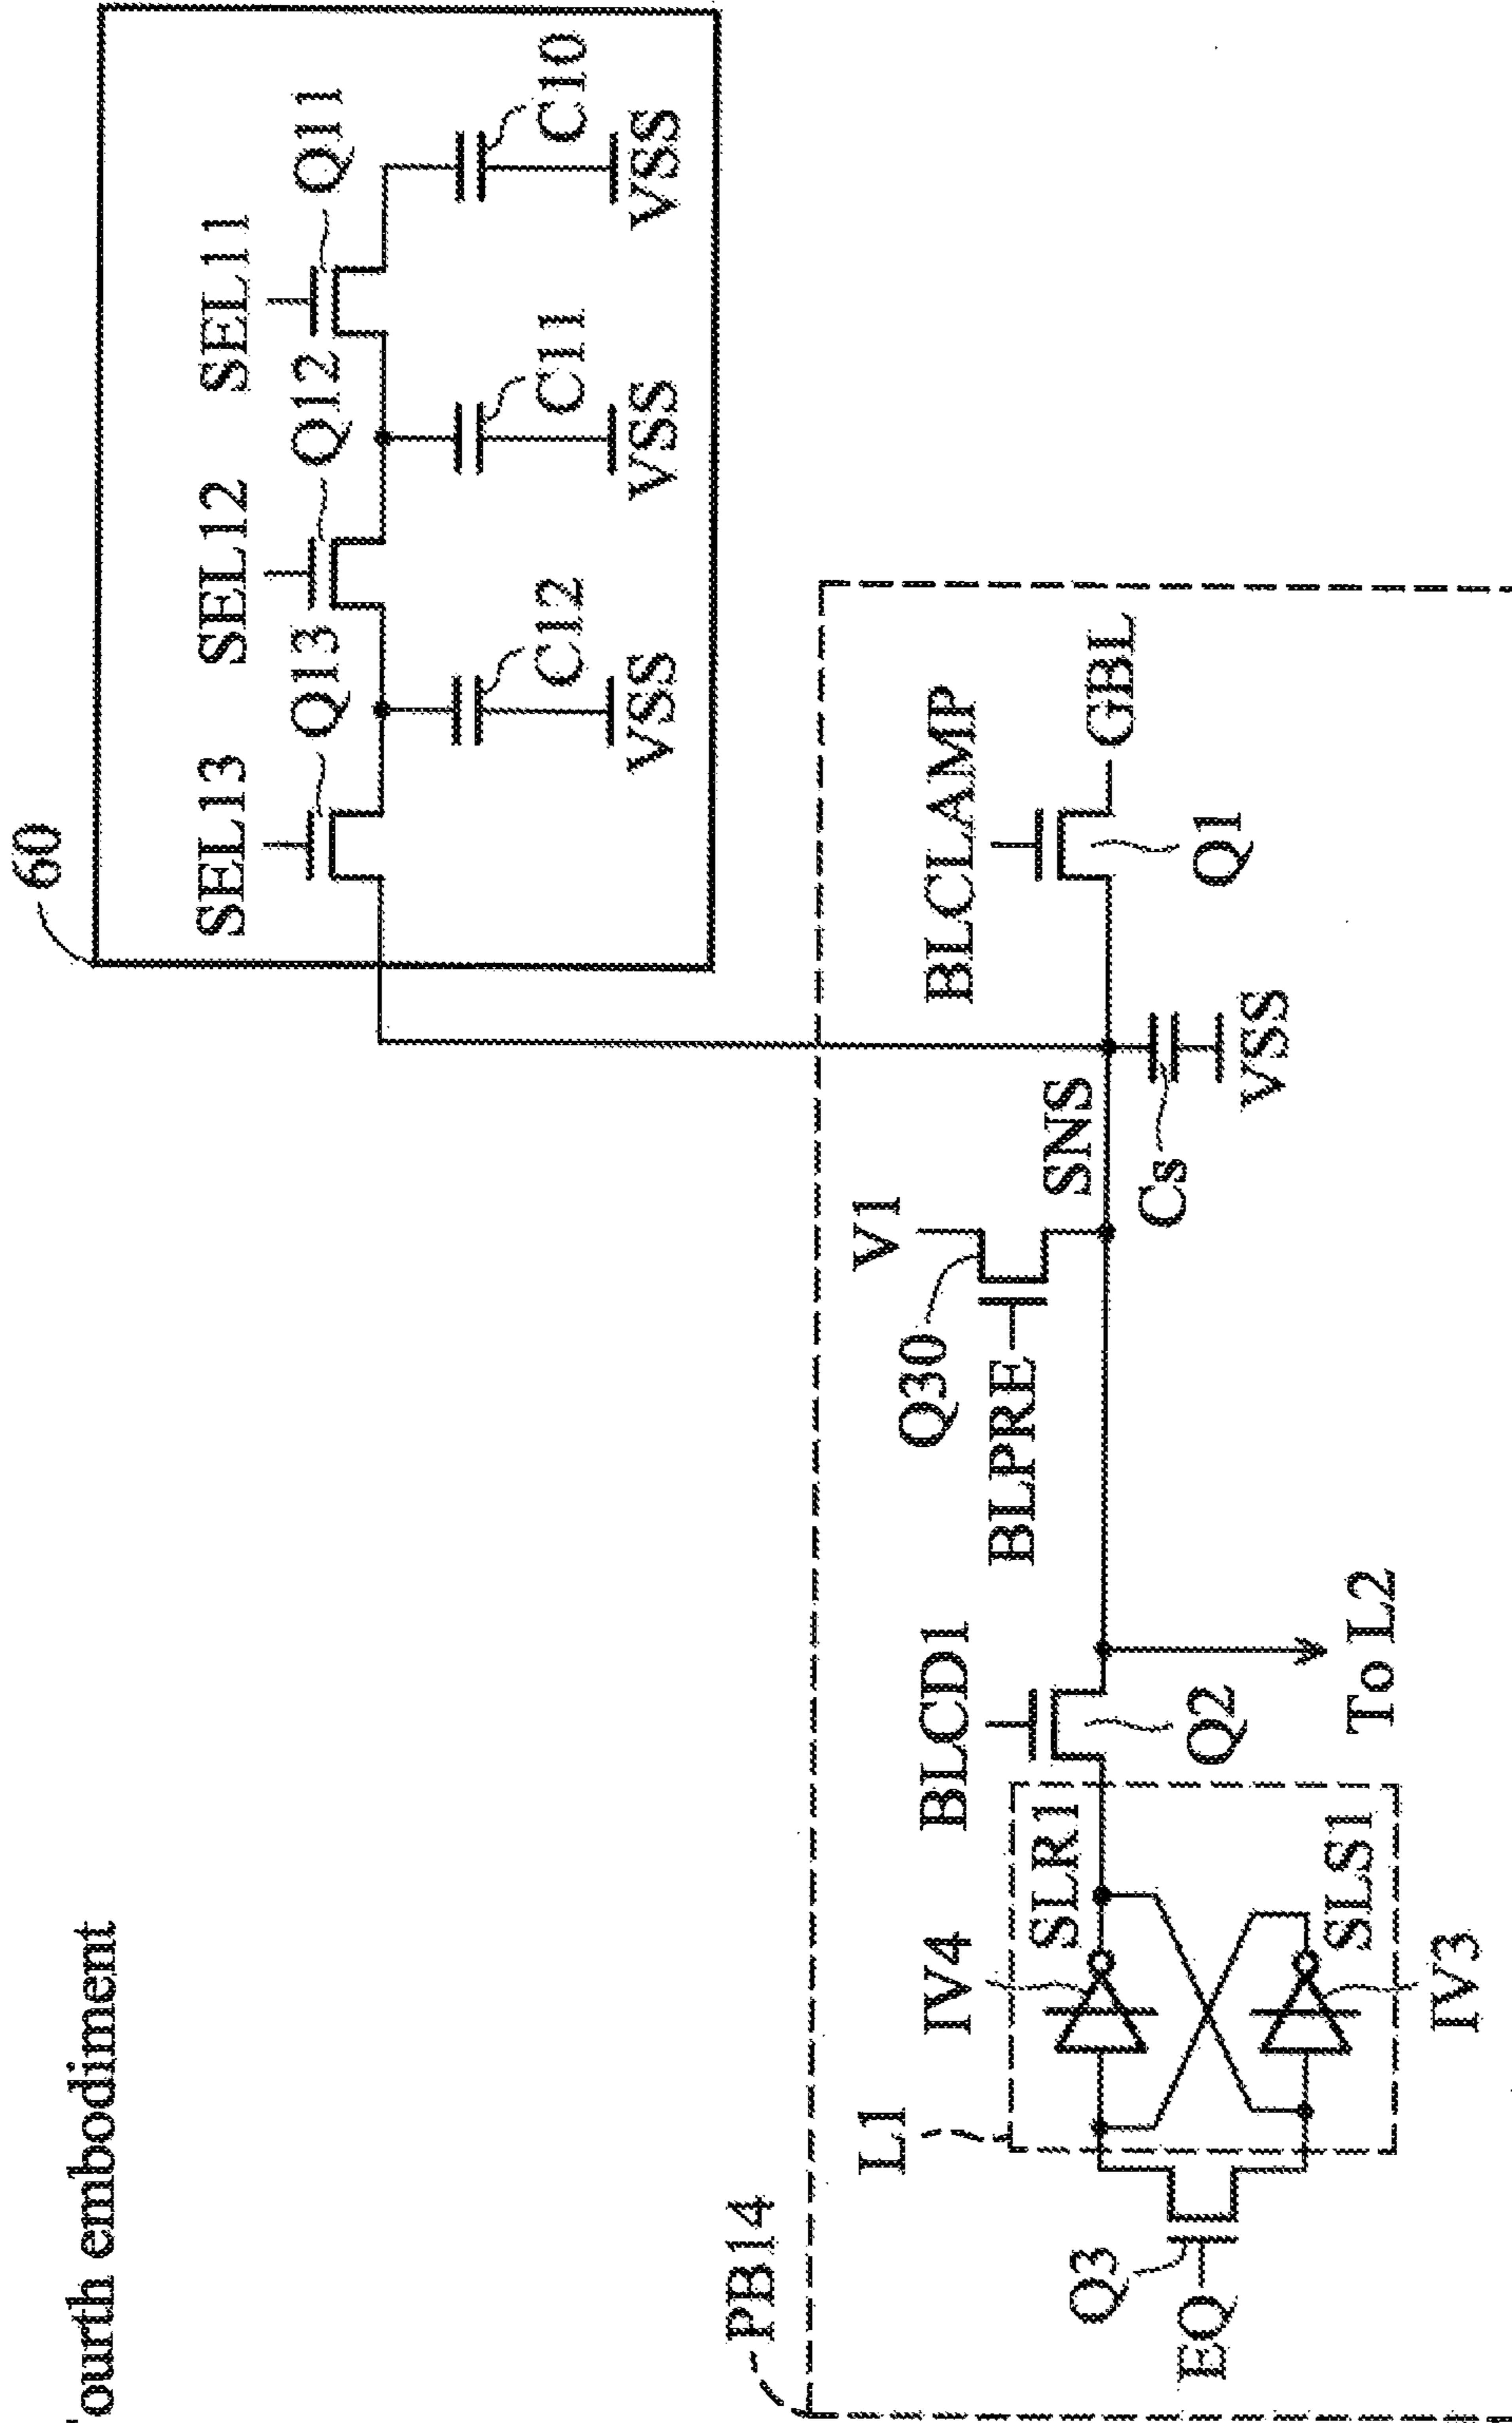 ourth embodiment
60
SEL13
SEL12
SEL11
Q13
Q12
Q11
C12
C11
C10
VSS
VSS
VSS
PB14
L1
BLCD1
Q30
V1
BLPRE
BLCLAMP
IV4
SLR1
SNS
GBL
Q3
EQ
Q2
Cs
Q1
VSS
SLS1
To L2
IV3